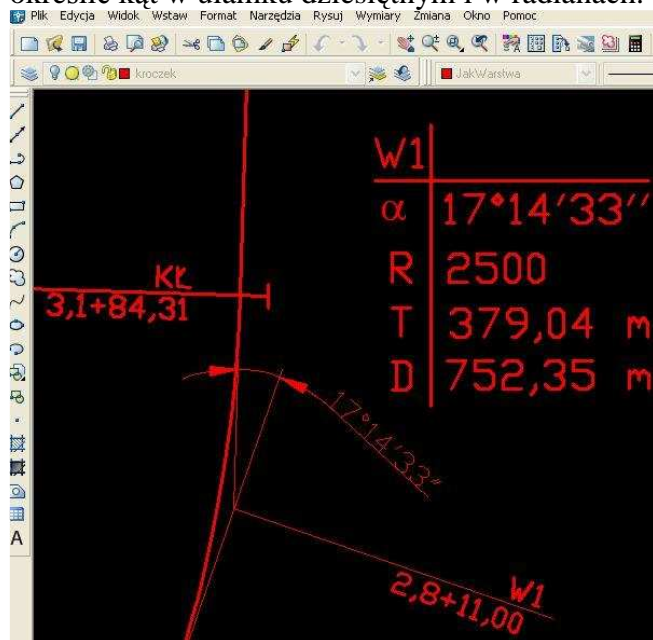 określić kąt w ułamku dziesiętnym i w radianach.
Plik Edycja Widok Wstaw Format Narzędzia Rysuj Wymiary Zmiana Okno Pomoc
kroczek
JakWarstwa
W1
α 17°14'33''
R 2500
T 379,04 m
D 752,35 m
KŁ
3,1+84,31
17°14'33''
W1
2,8+11,00
A